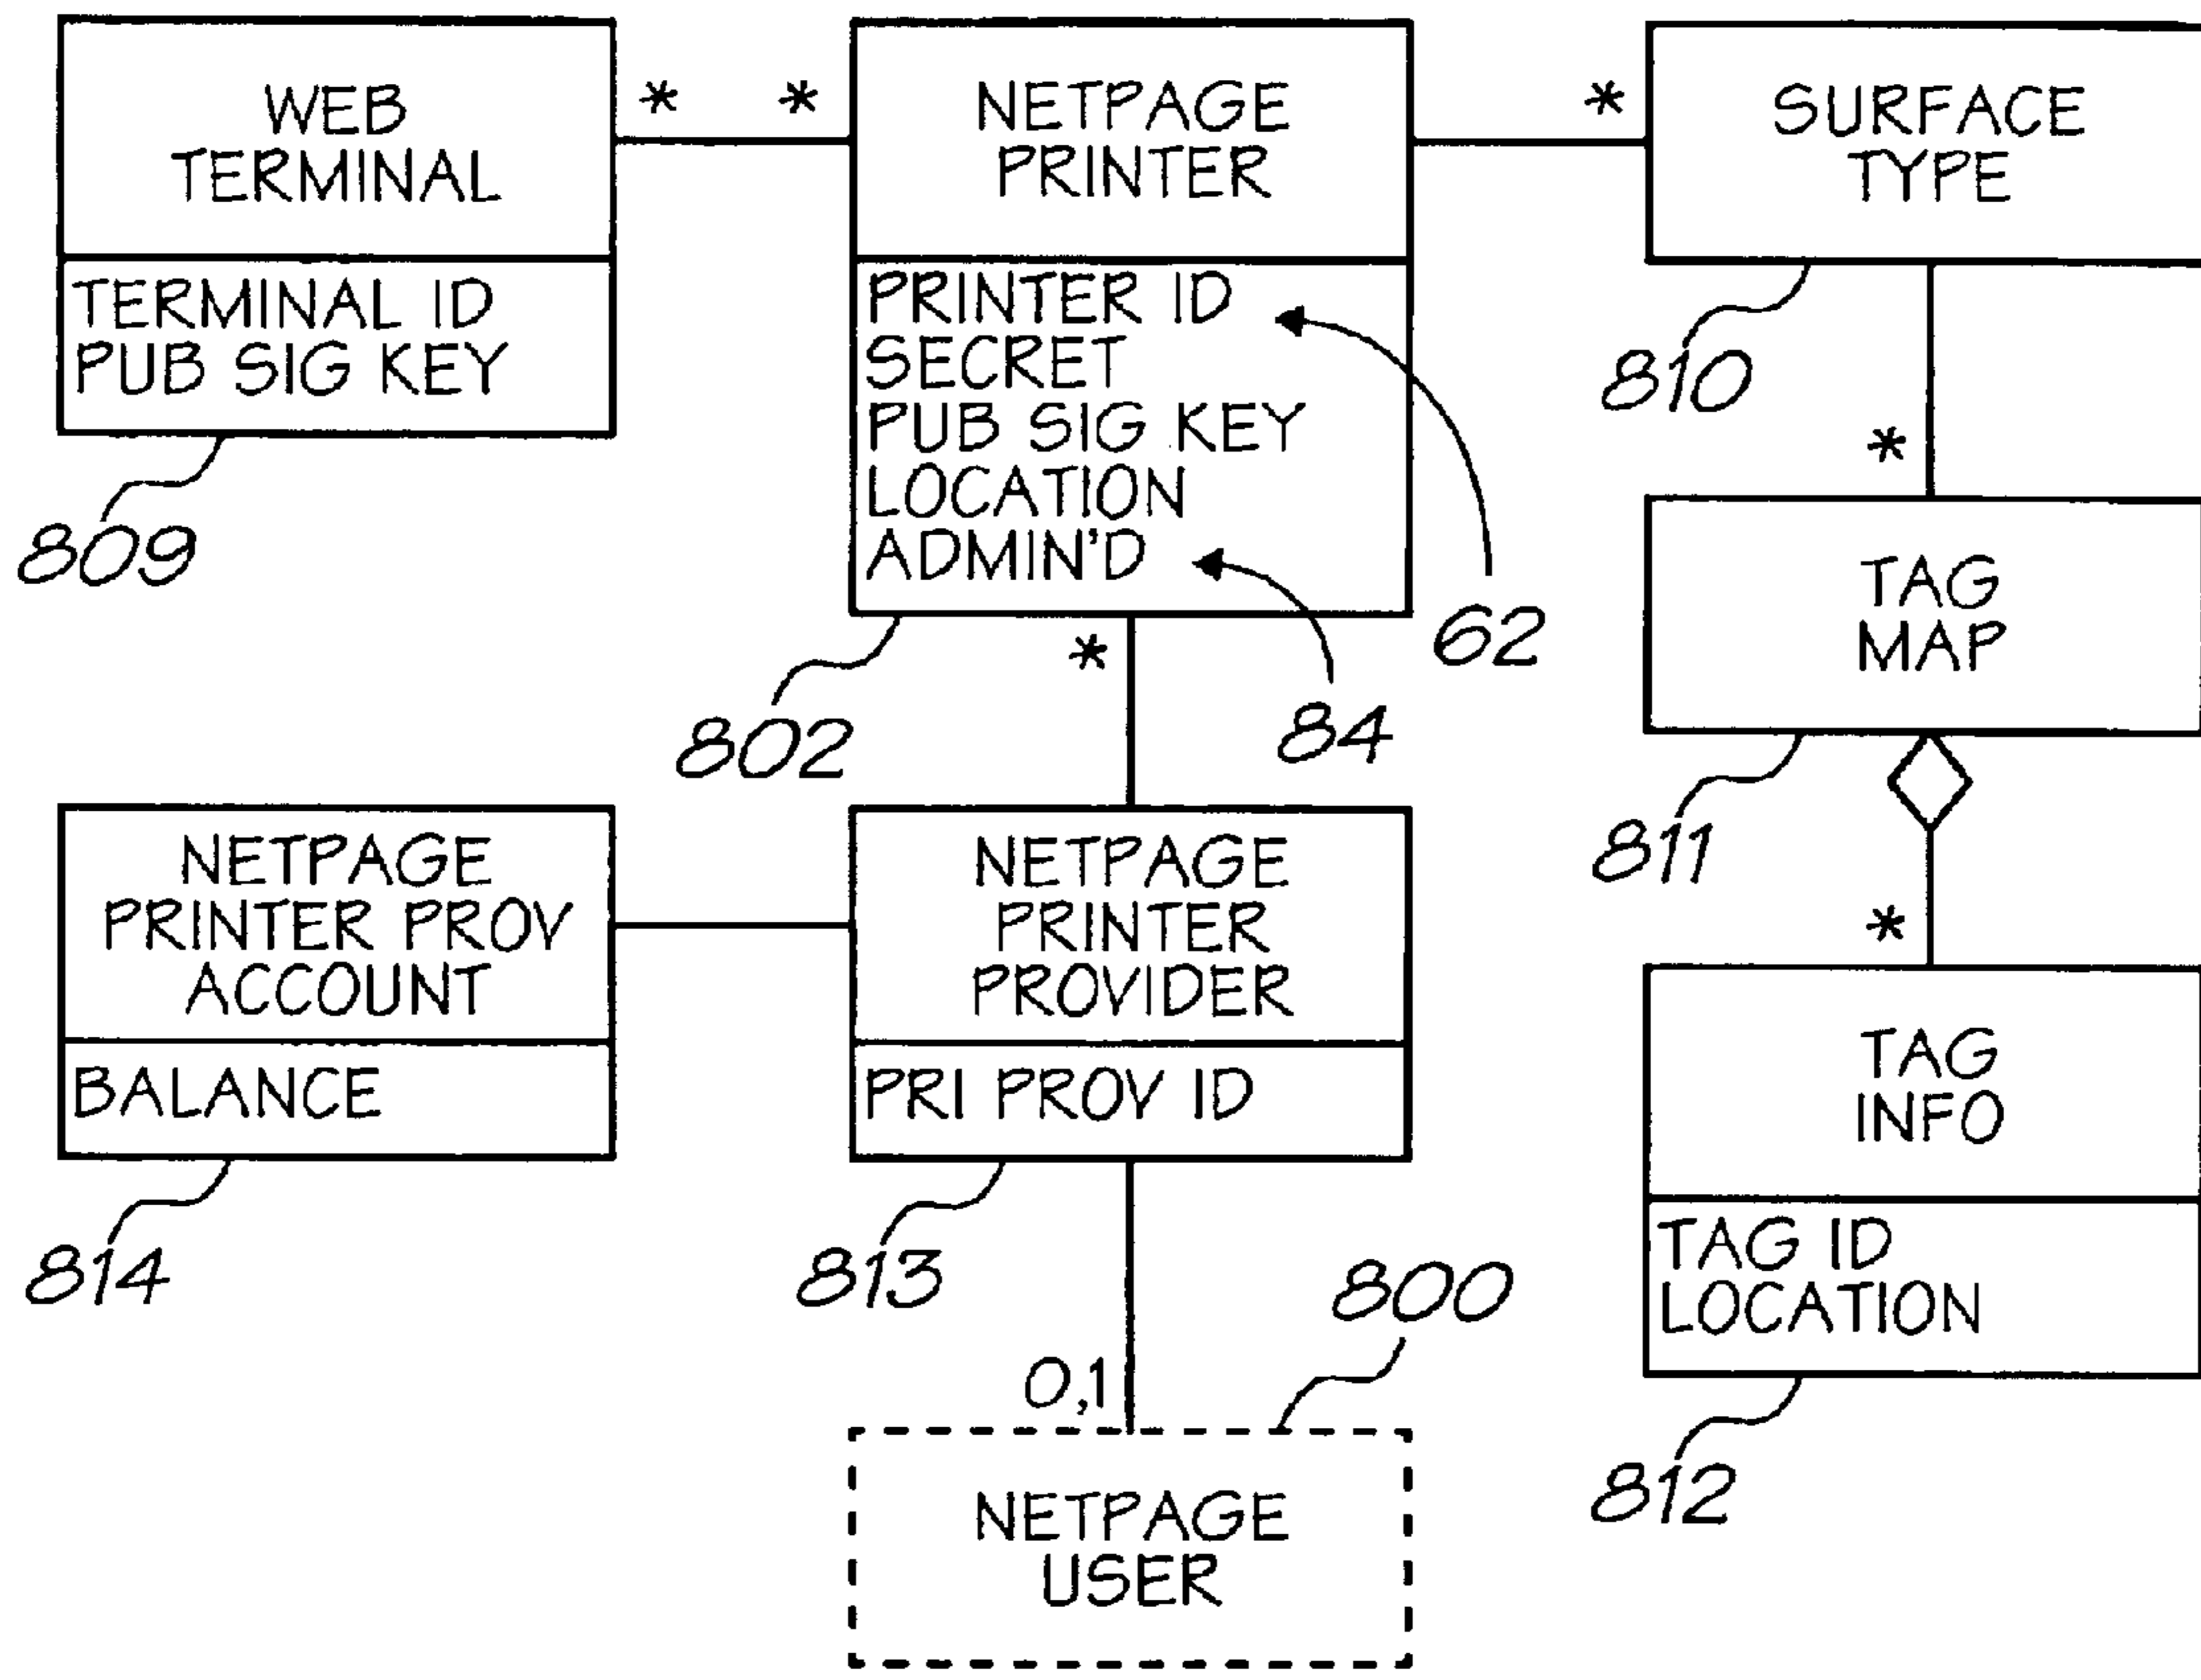 WEB
TERMINAL
TERMINAL ID
PUB SIG KEY
809
*
*
NETPAGE
PRINTER
PRINTER ID
SECRET
PUB SIG KEY
LOCATION
ADMIN'D
62
84
802
*
*
SURFACE
TYPE
810
*
TAG
MAP
811
*
TAG
INFO
TAG ID
LOCATION
812
NETPAGE
PRINTER PROV
ACCOUNT
BALANCE
814
NETPAGE
PRINTER
PROVIDER
PRI PROV ID
813
800
0,1
NETPAGE
USER